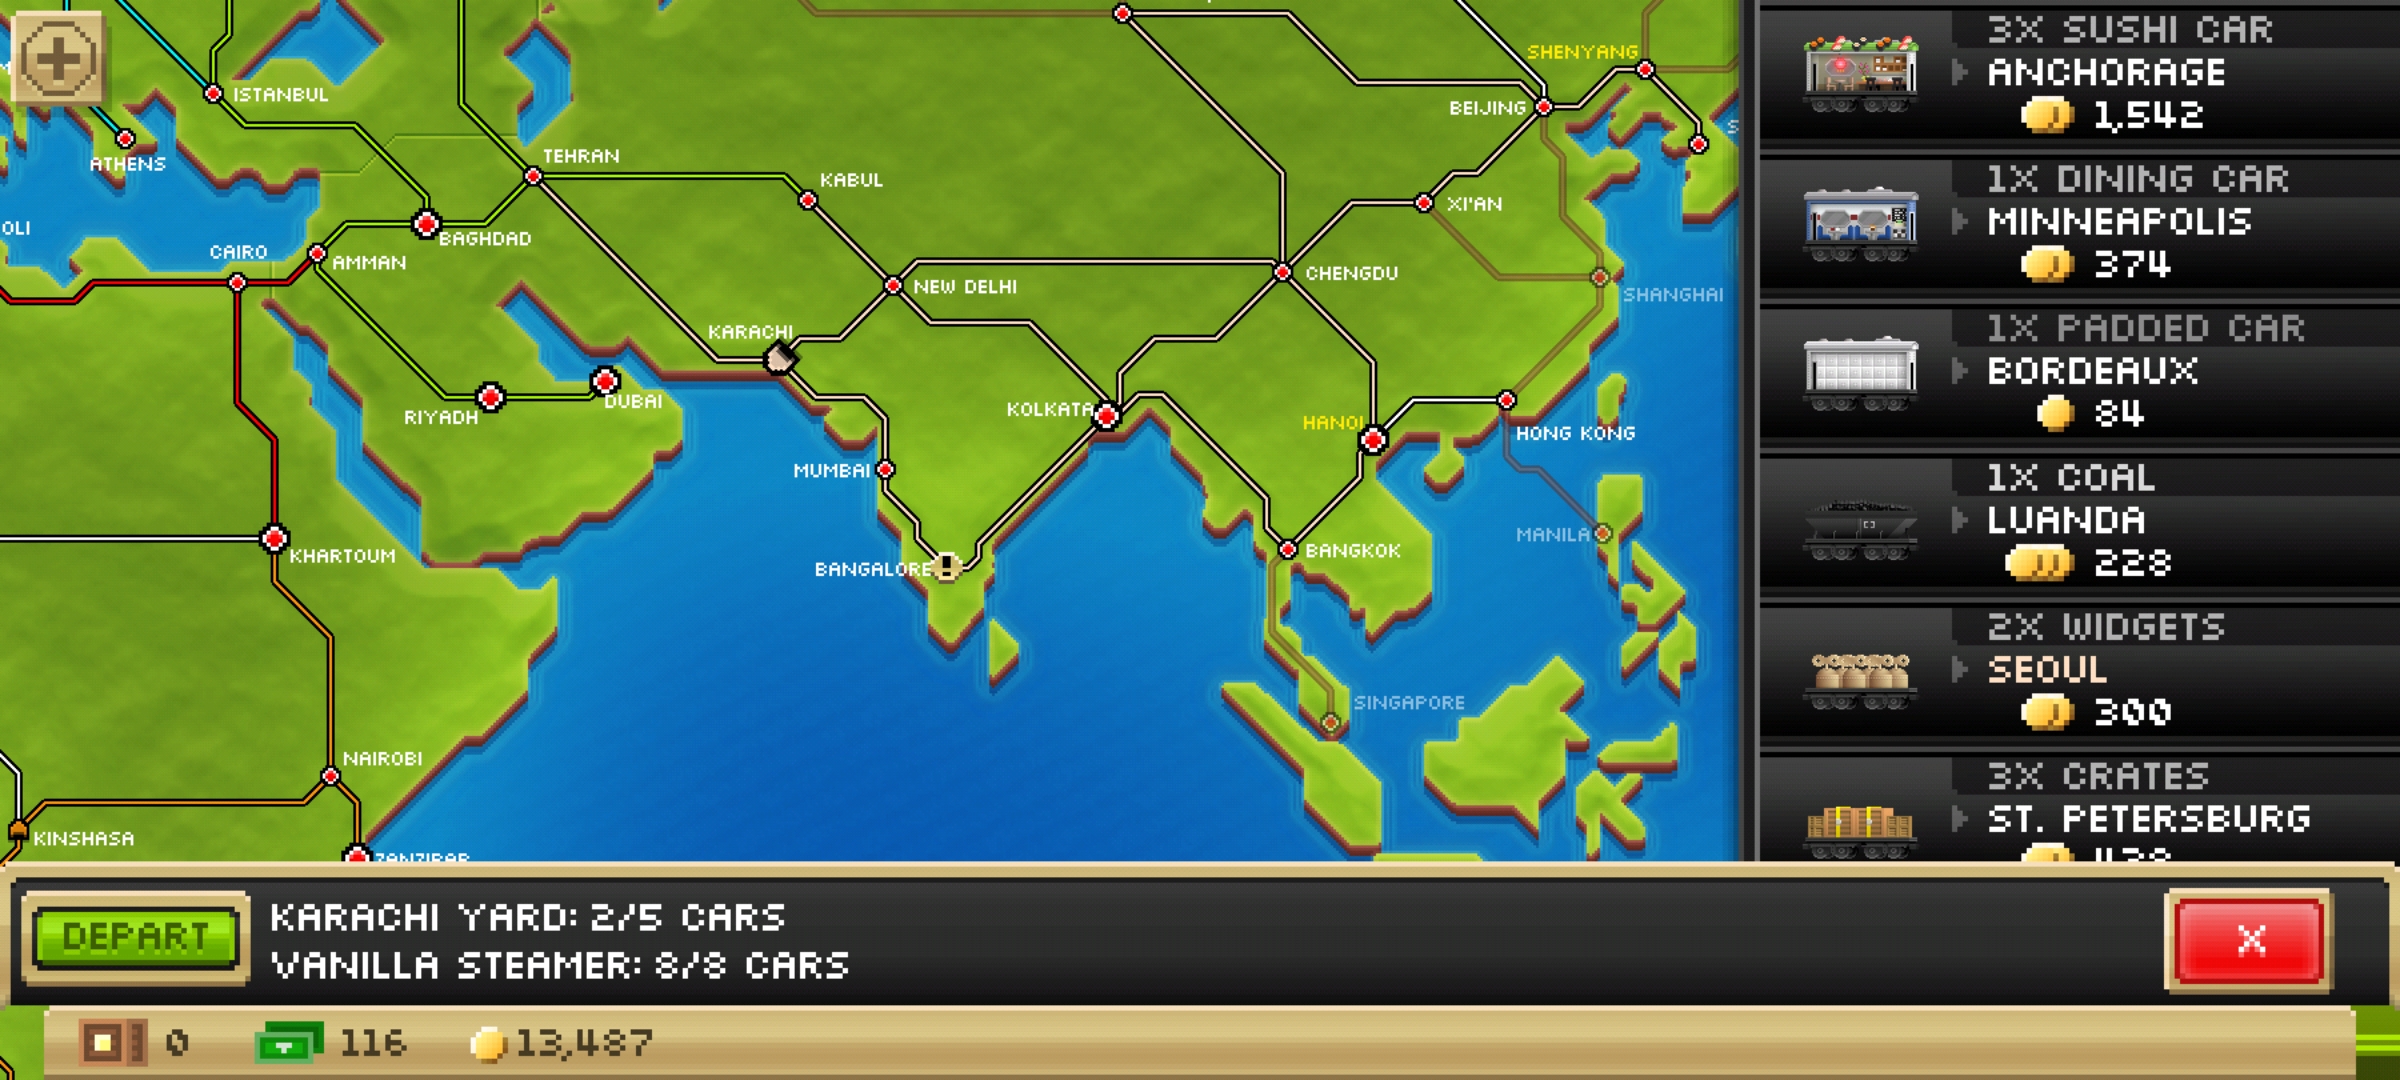 SHENYANG
ISTANBUL
BEIJING
ATHENS
TEHRAN
KABUL
XI'AN
OLI
BAGHDAD
CAIRO
AMMAN
CHENGDU
NEW DELHI
SHANGHAI
KARACHI
DUBAI
RIYADH
KOLKATA
HANOI
HONG KONG
MUMBAI
MANILA
KHARTOUM
BANGKOK
BANGALORE
!
SINGAPORE
NAIROBI
KINSHASA
ZANZIBAR
3X SUSHI CAR
ANCHORAGE
1,542
1X DINING CAR
MINNEAPOLIS
374
1X PADDED CAR
BORDEAUX
84
1X COAL
LUANDA
228
2X WIDGETS
SEOUL
300
3X CRATES
ST. PETERSBURG
DEPART
KARACHI YARD: 2/5 CARS
VANILLA STEAMER: 8/8 CARS
X
0
116
13,487